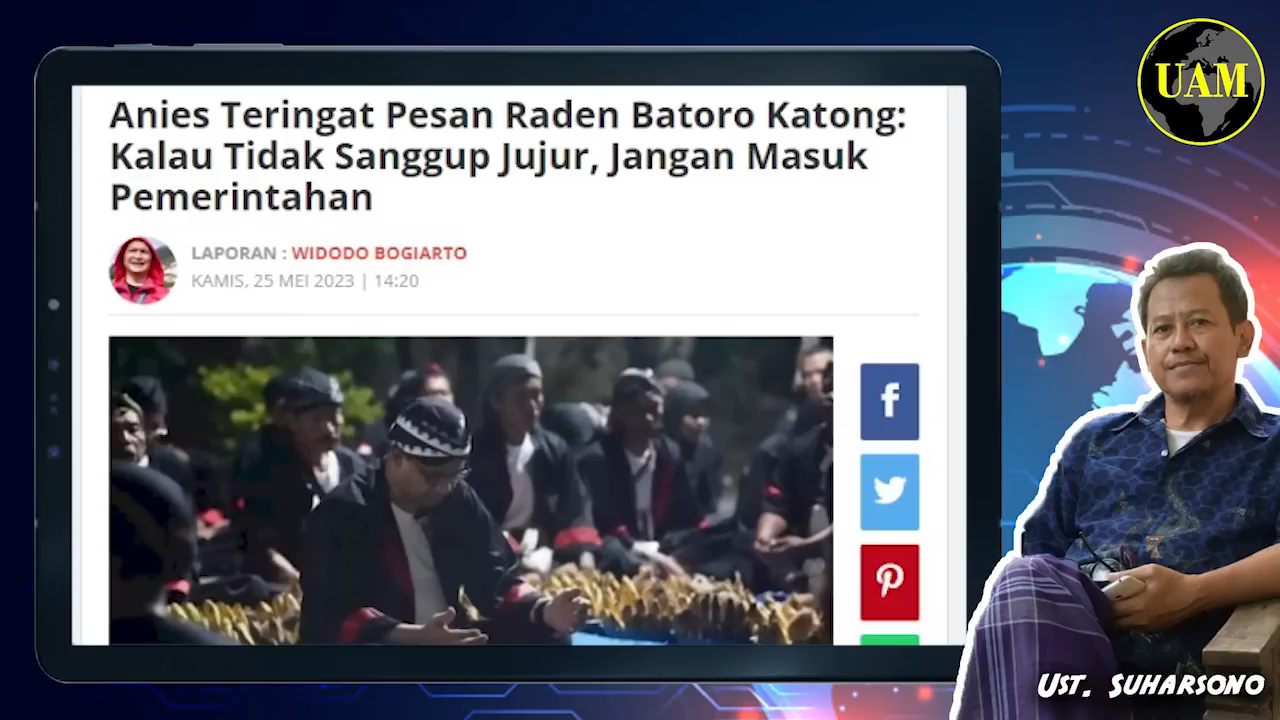 Anies Teringat Pesan Raden Batoro Katong:
Kalau Tidak Sanggup Jujur, Jangan Masuk
Pemerintahan
LAPORAN : WIDODO BOGIARTO
KAMIS, 25 MEI 2023 | 14:20
UAM
UST. SUHARSONO